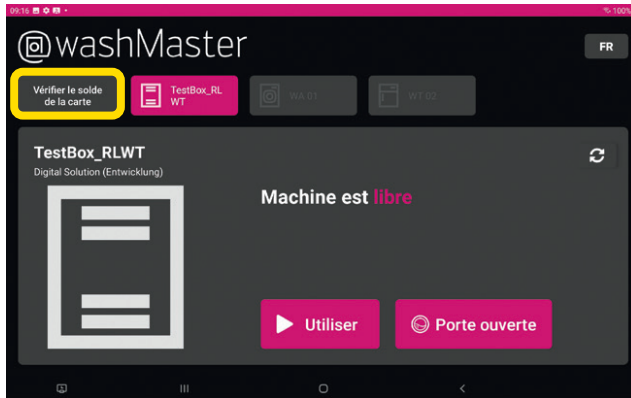 09:16
100%
@washMaster
FR
Vérifier le solde
de la carte
TestBox_RL
WT
WA 01
WT 02
TestBox_RLWT
Digital Solution (Entwicklung)
Machine est libre
Utiliser
Porte ouverte